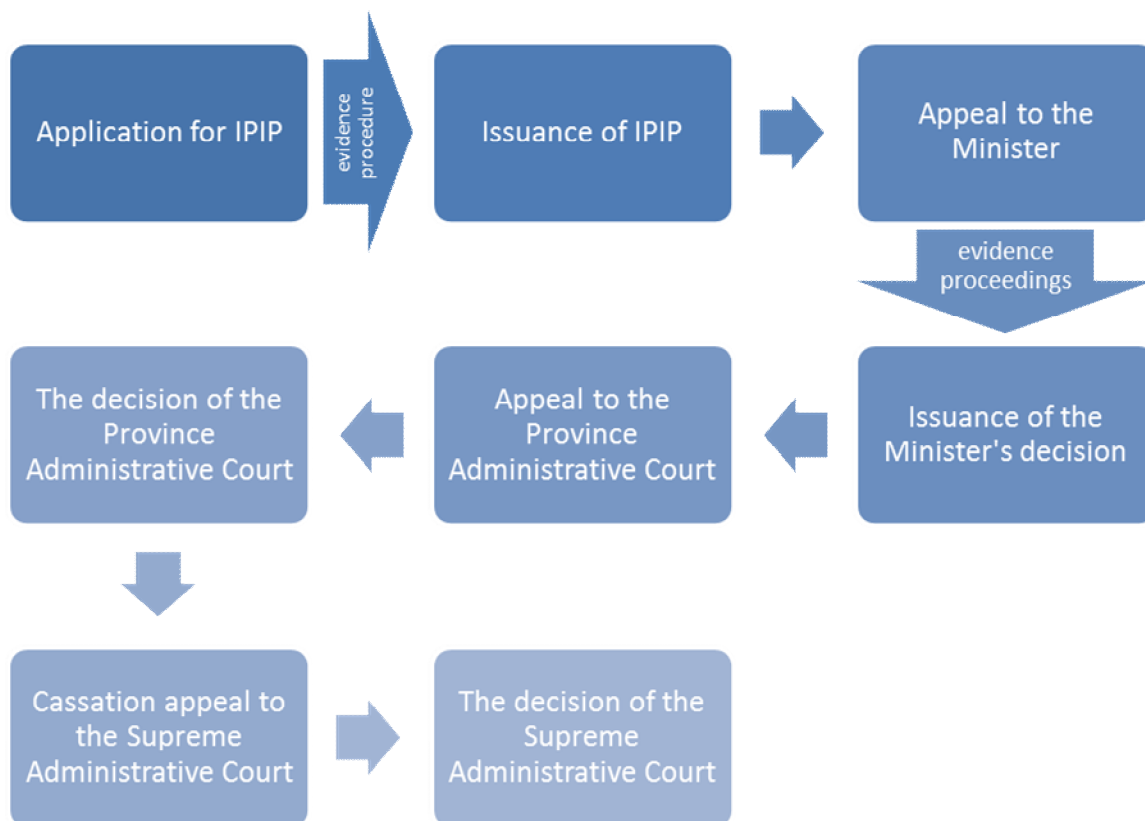 Application for IPIP
evidence
procedure
Issuance of IPIP
Appeal to the
Minister
evidence
proceedings
Issuance of the
Minister's decision
Appeal to the
Province
Administrative Court
The decision of the
Province
Administrative Court
Cassation appeal to
the Supreme
Administrative Court
The decision of the
Supreme
Administrative Court